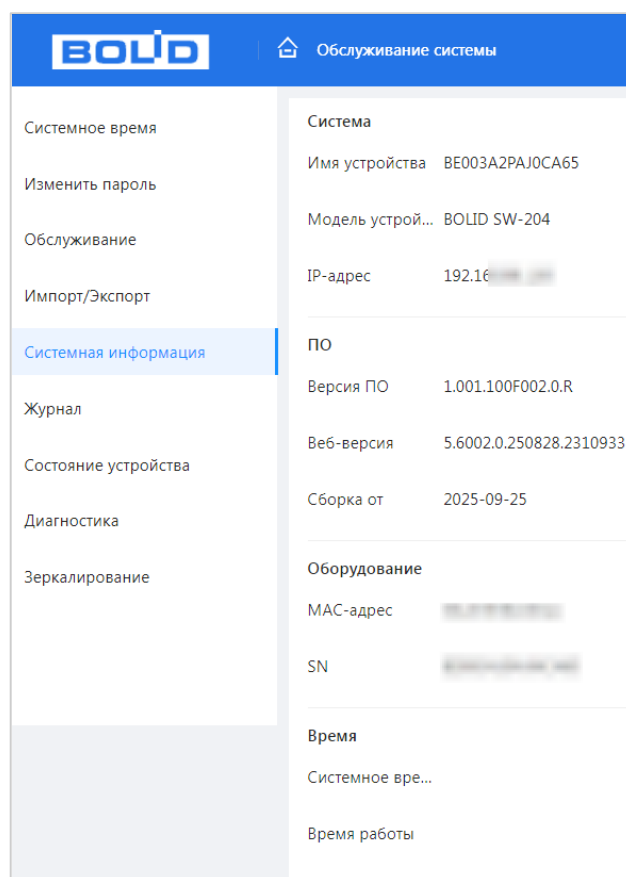 BOLID
Обслуживание системы
Системное время
Изменить пароль
Обслуживание
Импорт/Экспорт
Системная информация
Журнал
Состояние устройства
Диагностика
Зеркалирование
Система
Имя устройства BE003A2PAJ0CA65
Модель устрой... BOLID SW-204
IP-адрес 192.16
ПО
Версия ПО 1.001.100F002.0.R
Веб-версия 5.6002.0.250828.2310933
Сборка от 2025-09-25
Оборудование
MAC-адрес
SN
Время
Системное вре...
Время работы